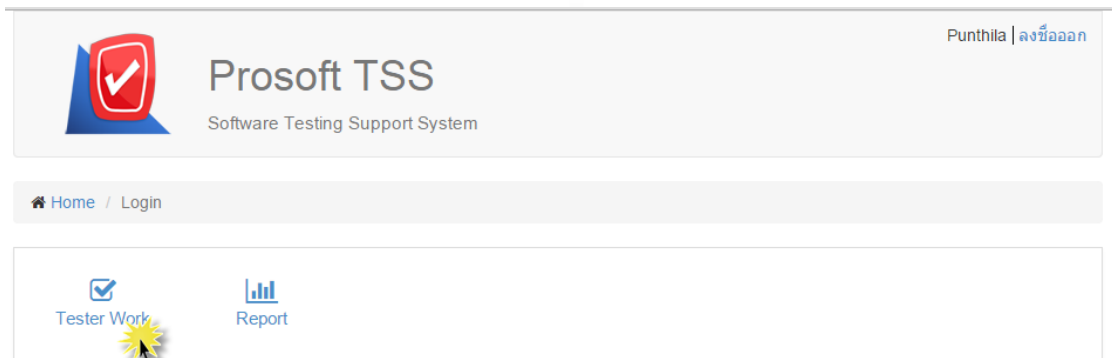 Punthila | ลงชื่อออก
Prosoft TSS
Software Testing Support System
Home / Login
Tester Work
Report